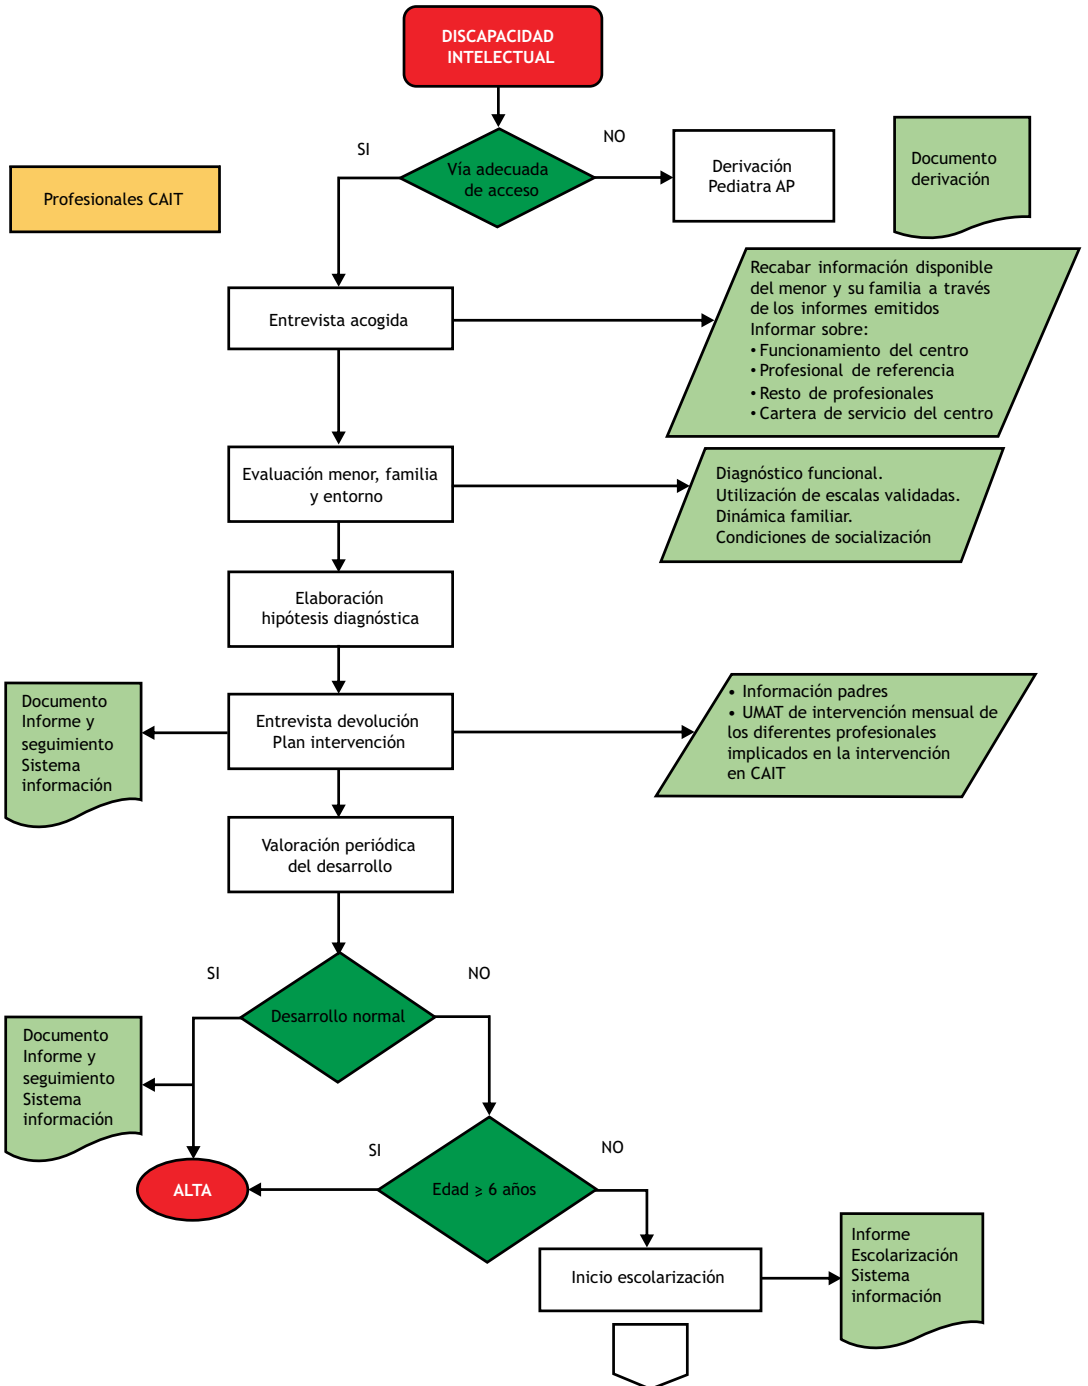 DISCAPACIDAD
INTELECTUAL
SI
NO
Vía adecuada
de acceso
Derivación
Pediatra AP
Documento
derivación
Profesionales CAIT
Entrevista acogida
Recabar información disponible
del menor y su familia a través
de los informes emitidos
Informar sobre:
• Funcionamiento del centro
• Profesional de referencia
• Resto de profesionales
• Cartera de servicio del centro
Evaluación menor, familia
y entorno
Diagnóstico funcional.
Utilización de escalas validadas.
Dinámica familiar.
Condiciones de socialización
Elaboración
hipótesis diagnóstica
Documento
Informe y
seguimiento
Sistema
información
Entrevista devolución
Plan intervención
• Información padres
• UMAT de intervención mensual de
los diferentes profesionales
implicados en la intervención
en CAIT
Valoración periódica
del desarrollo
SI
NO
Desarrollo normal
Documento
Informe y
seguimiento
Sistema
información
SI
NO
ALTA
Edad ⩾ 6 años
Inicio escolarización
Informe
Escolarización
Sistema
información